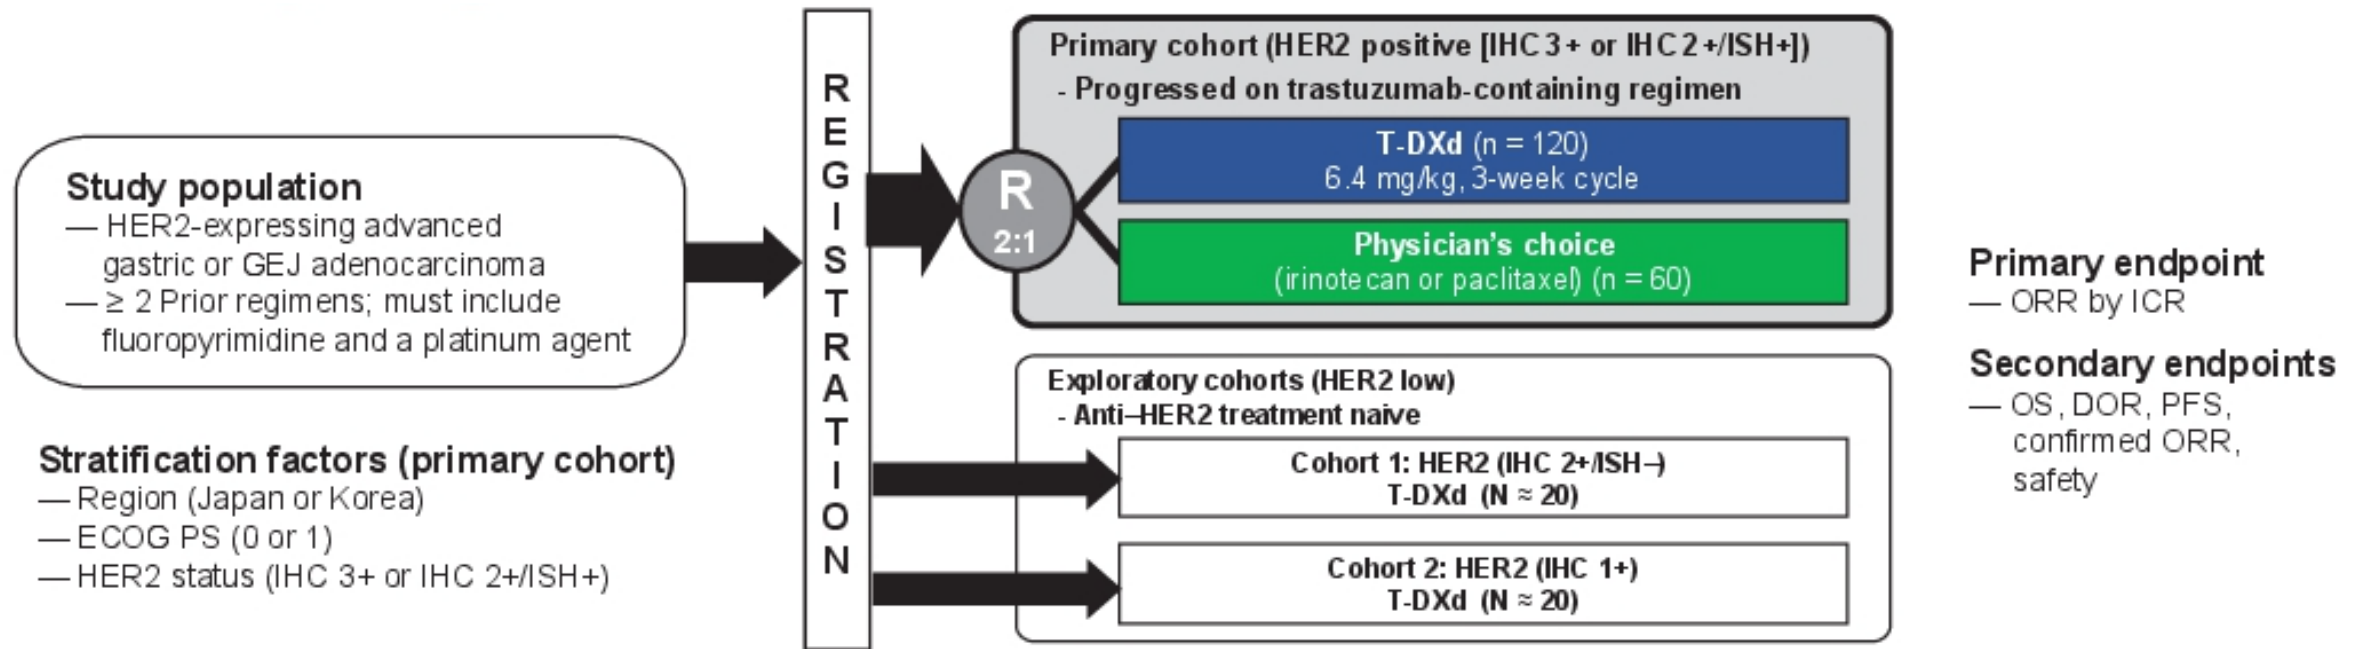 Study population
— HER2-expressing advanced
gastric or GEJ adenocarcinoma
— ≥ 2 Prior regimens; must include
fluoropyrimidine and a platinum agent
Stratification factors (primary cohort)
— Region (Japan or Korea)
— ECOG PS (0 or 1)
— HER2 status (IHC 3+ or IHC 2+/ISH+)
REGISTRATION
R
2:1
Primary cohort (HER2 positive [IHC 3+ or IHC 2+/ISH+])
- Progressed on trastuzumab-containing regimen
T-DXd (n = 120)
6.4 mg/kg, 3-week cycle
Physician's choice
(irinotecan or paclitaxel) (n = 60)
Exploratory cohorts (HER2 low)
- Anti–HER2 treatment naive
Cohort 1: HER2 (IHC 2+/ISH–)
T-DXd (N ≈ 20)
Cohort 2: HER2 (IHC 1+)
T-DXd (N ≈ 20)
Primary endpoint
— ORR by ICR
Secondary endpoints
— OS, DOR, PFS,
confirmed ORR,
safety